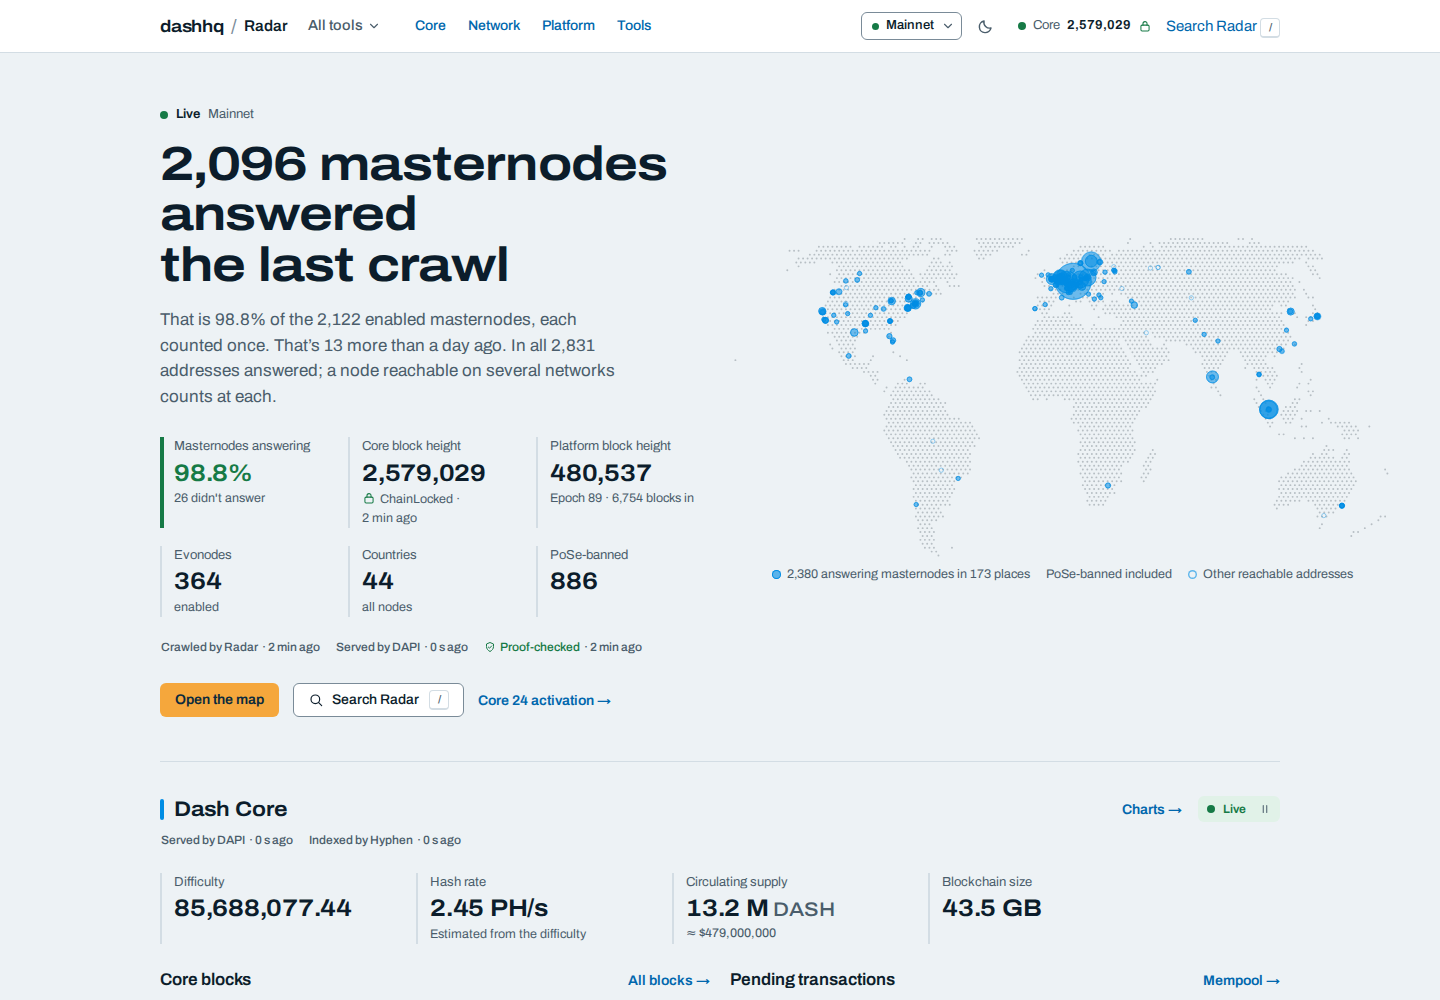 dashhq / Radar All tools Core Network Platform Tools Mainnet Core 2,579,029 Search Radar /
Live Mainnet
2,096 masternodes
answered
the last crawl
That is 98.8% of the 2,122 enabled masternodes, each
counted once. That's 13 more than a day ago. In all 2,831
addresses answered; a node reachable on several networks
counts at each.
Masternodes answering
98.8%
26 didn't answer
Core block height
2,579,029
ChainLocked ·
2 min ago
Platform block height
480,537
Epoch 89 · 6,754 blocks in
Evonodes
364
enabled
Countries
44
all nodes
PoSe-banned
886
2,380 answering masternodes in 173 places PoSe-banned included Other reachable addresses
Crawled by Radar · 2 min ago Served by DAPI · 0 s ago Proof-checked · 2 min ago
Open the map Search Radar / Core 24 activation →
Dash Core Charts → Live
Served by DAPI · 0 s ago Indexed by Hyphen · 0 s ago
Difficulty
85,688,077.44
Hash rate
2.45 PH/s
Estimated from the difficulty
Circulating supply
13.2 M DASH
≈ $479,000,000
Blockchain size
43.5 GB
Core blocks All blocks → Pending transactions Mempool →